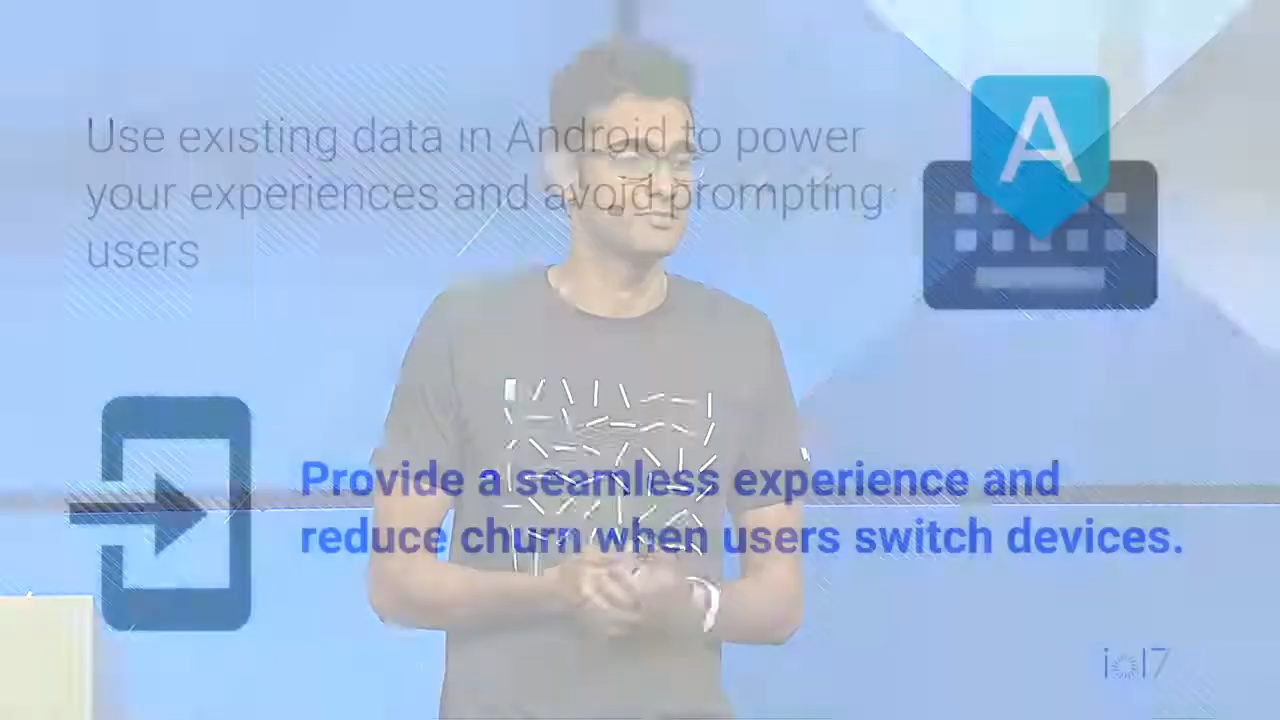 Use existing data in Android to power
your experiences and avoid prompting
users
A
Provide a seamless experience and
reduce churn when users switch devices.
io17